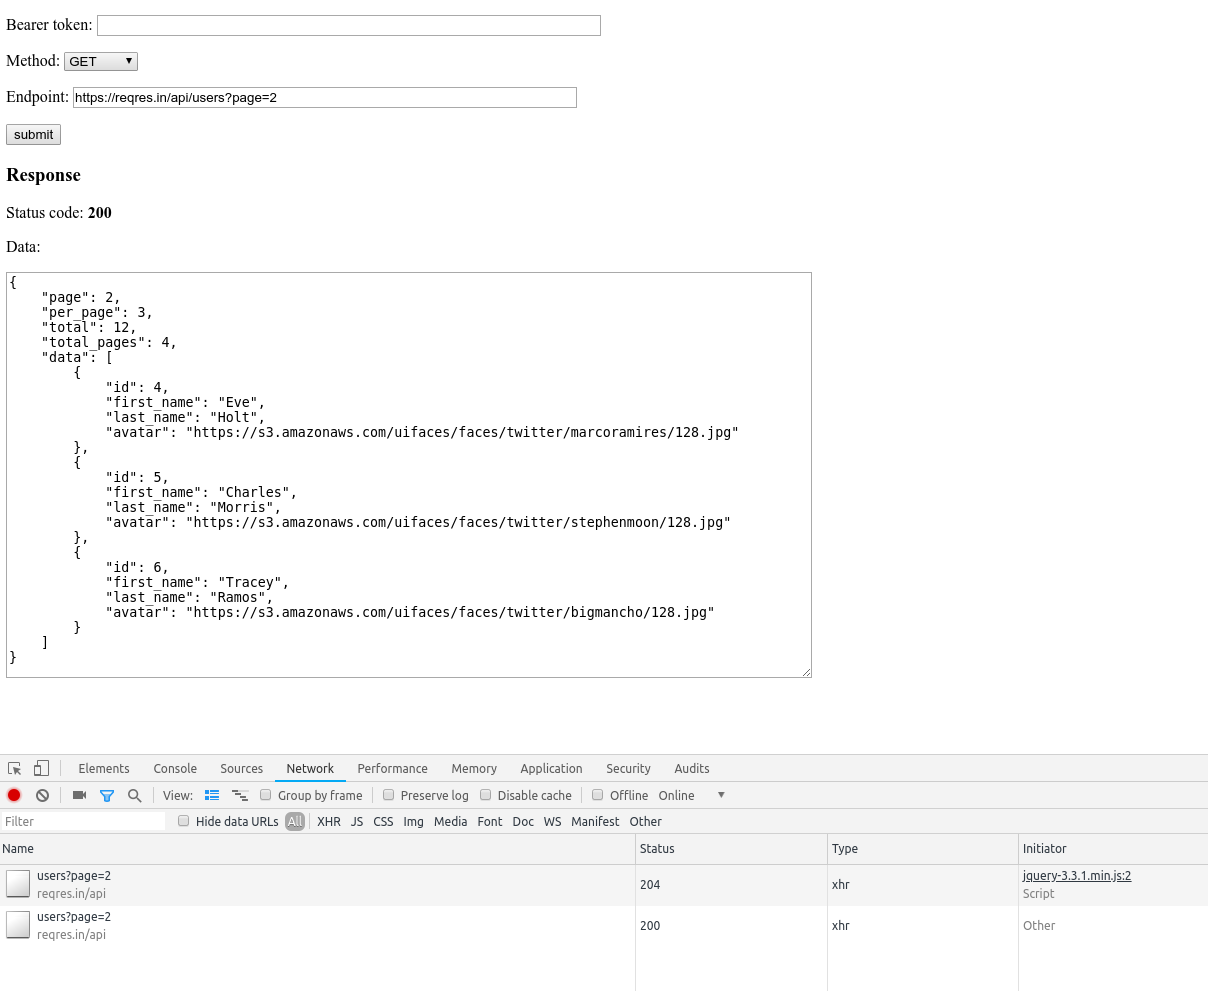 Bearer token:
Method: GET
Endpoint: https://reqres.in/api/users?page=2
submit
Response
Status code: 200
Data:
{
    "page": 2,
    "per_page": 3,
    "total": 12,
    "total_pages": 4,
    "data": [
        {
            "id": 4,
            "first_name": "Eve",
            "last_name": "Holt",
            "avatar": "https://s3.amazonaws.com/uifaces/faces/twitter/marcoramires/128.jpg"
        },
        {
            "id": 5,
            "first_name": "Charles",
            "last_name": "Morris",
            "avatar": "https://s3.amazonaws.com/uifaces/faces/twitter/stephenmoon/128.jpg"
        },
        {
            "id": 6,
            "first_name": "Tracey",
            "last_name": "Ramos",
            "avatar": "https://s3.amazonaws.com/uifaces/faces/twitter/bigmancho/128.jpg"
        }
    ]
}
Elements Console Sources Network Performance Memory Application Security Audits
View: Group by frame Preserve log Disable cache Offline Online
Filter Hide data URLs All XHR JS CSS Img Media Font Doc WS Manifest Other
Name Status Type Initiator
users?page=2 204 xhr jquery-3.3.1.min.js:2
reqres.in/api Script
users?page=2 200 xhr Other
reqres.in/api